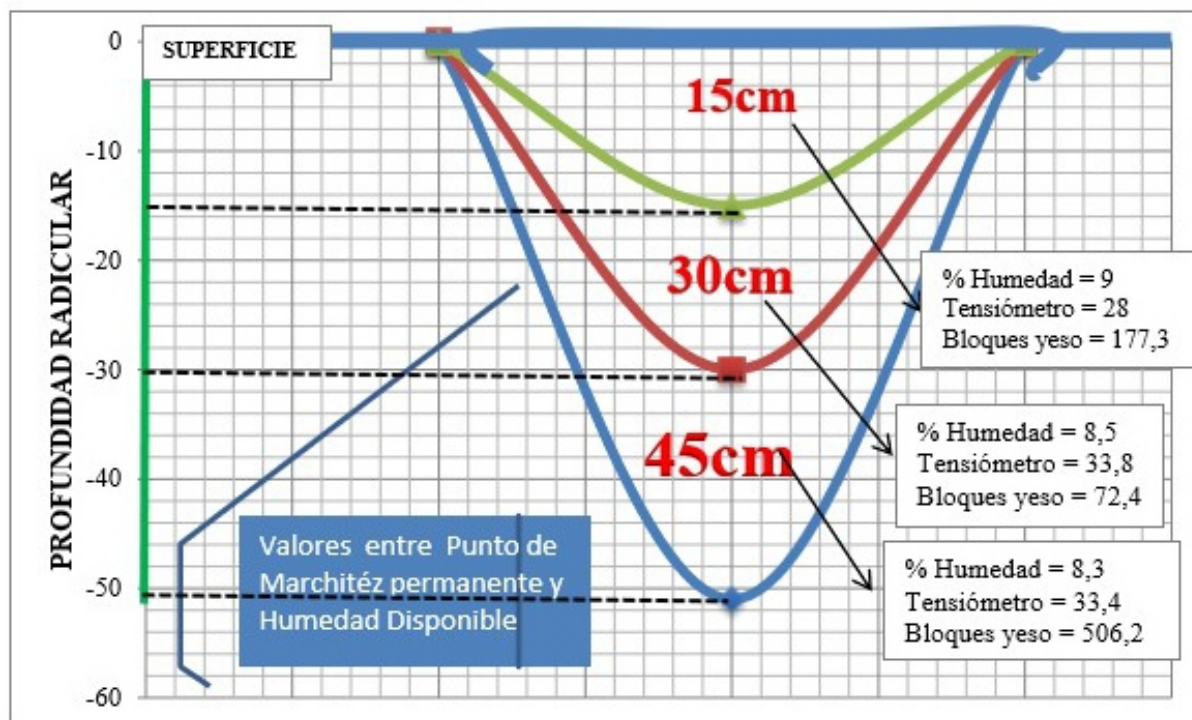 0
SUPERFICIE
-10
-20
-30
-40
-50
-60
PROFUNDIDAD RADICULAR
15cm
30cm
45cm
% Humedad = 9
Tensiómetro = 28
Bloques yeso = 177,3
% Humedad = 8,5
Tensiómetro = 33,8
Bloques yeso = 72,4
% Humedad = 8,3
Tensiómetro = 33,4
Bloques yeso = 506,2
Valores entre Punto de
Marchitéz permanente y
Humedad Disponible